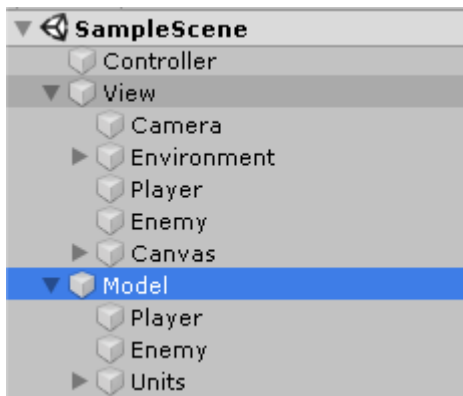 SampleScene
Controller
View
Camera
Environment
Player
Enemy
Canvas
Model
Player
Enemy
Units